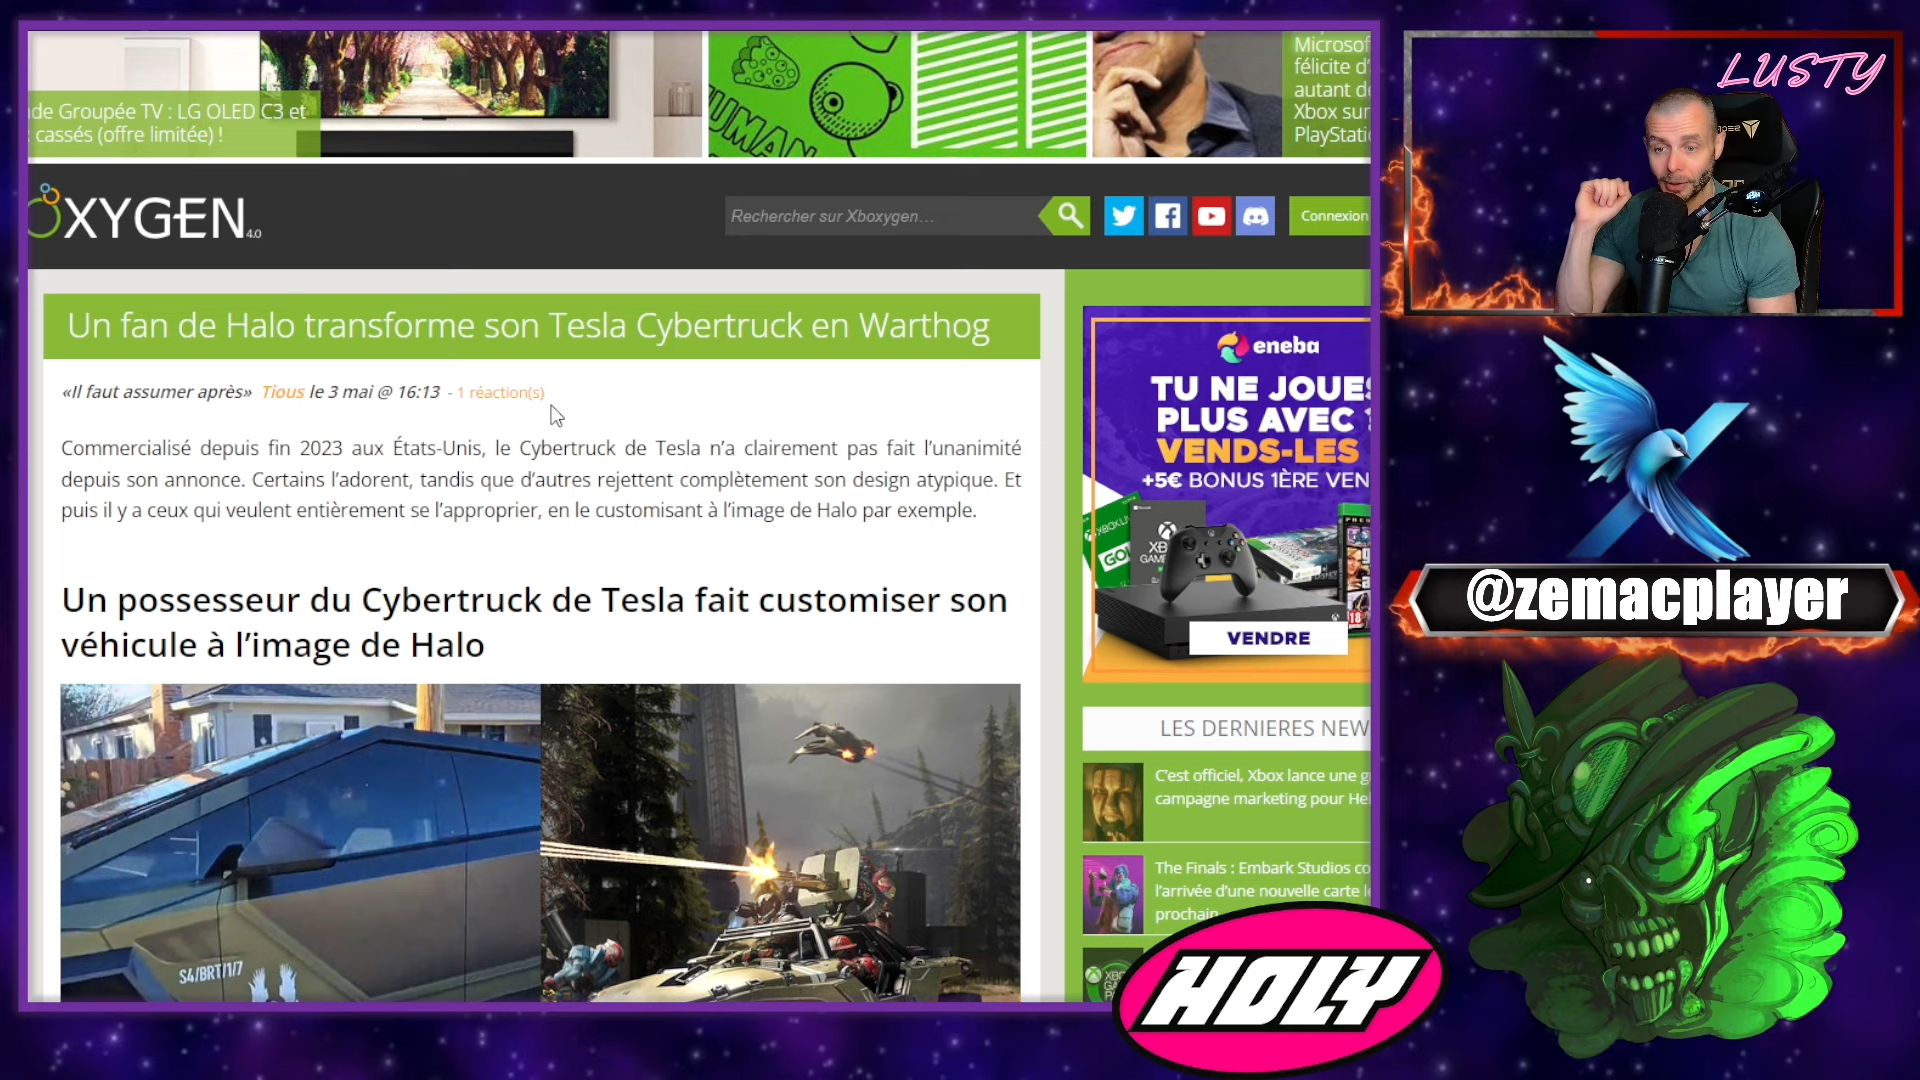 de Groupée TV : LG OLED C3 et
cassés (offre limitée) !
HUMAN
Microsof
félicite d'
autant de
Xbox sur
PlayStati
LUSTY
OXYGEN 4.0
Rechercher sur Xboxygen…
Connexion
Un fan de Halo transforme son Tesla Cybertruck en Warthog
«Il faut assumer après» Tious le 3 mai @ 16:13 - 1 réaction(s)
Commercialisé depuis fin 2023 aux États-Unis, le Cybertruck de Tesla n'a clairement pas fait l'unanimité
depuis son annonce. Certains l'adorent, tandis que d'autres rejettent complètement son design atypique. Et
puis il y a ceux qui veulent entièrement se l'approprier, en le customisant à l'image de Halo par exemple.
Un possesseur du Cybertruck de Tesla fait customiser son
véhicule à l'image de Halo
S4/BRT/1/7
eneba
TU NE JOUES
PLUS AVEC ?
VENDS-LES
+5€ BONUS 1ÈRE VEN
VENDRE
LES DERNIERES NEW
C'est officiel, Xbox lance une g
campagne marketing pour Hel
The Finals : Embark Studios co
l'arrivée d'une nouvelle carte le
prochain
@zemacplayer
HOLY